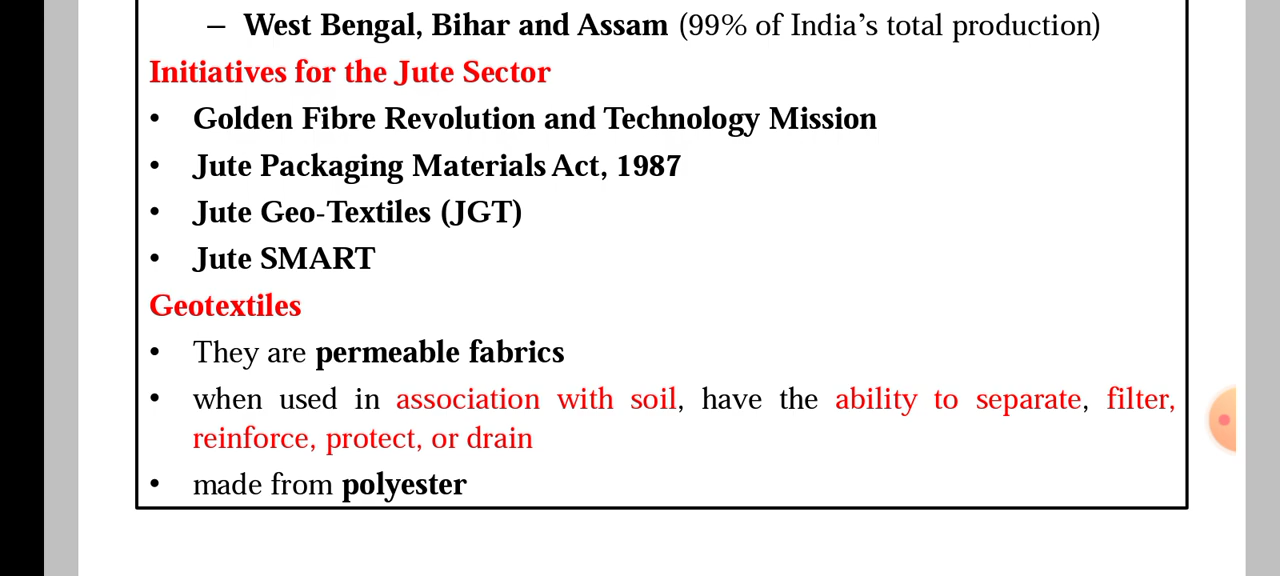 – West Bengal, Bihar and Assam (99% of India’s total production)
Initiatives for the Jute Sector
• Golden Fibre Revolution and Technology Mission
• Jute Packaging Materials Act, 1987
• Jute Geo-Textiles (JGT)
• Jute SMART
Geotextiles
• They are permeable fabrics
• when used in association with soil, have the ability to separate, filter,
reinforce, protect, or drain
• made from polyester